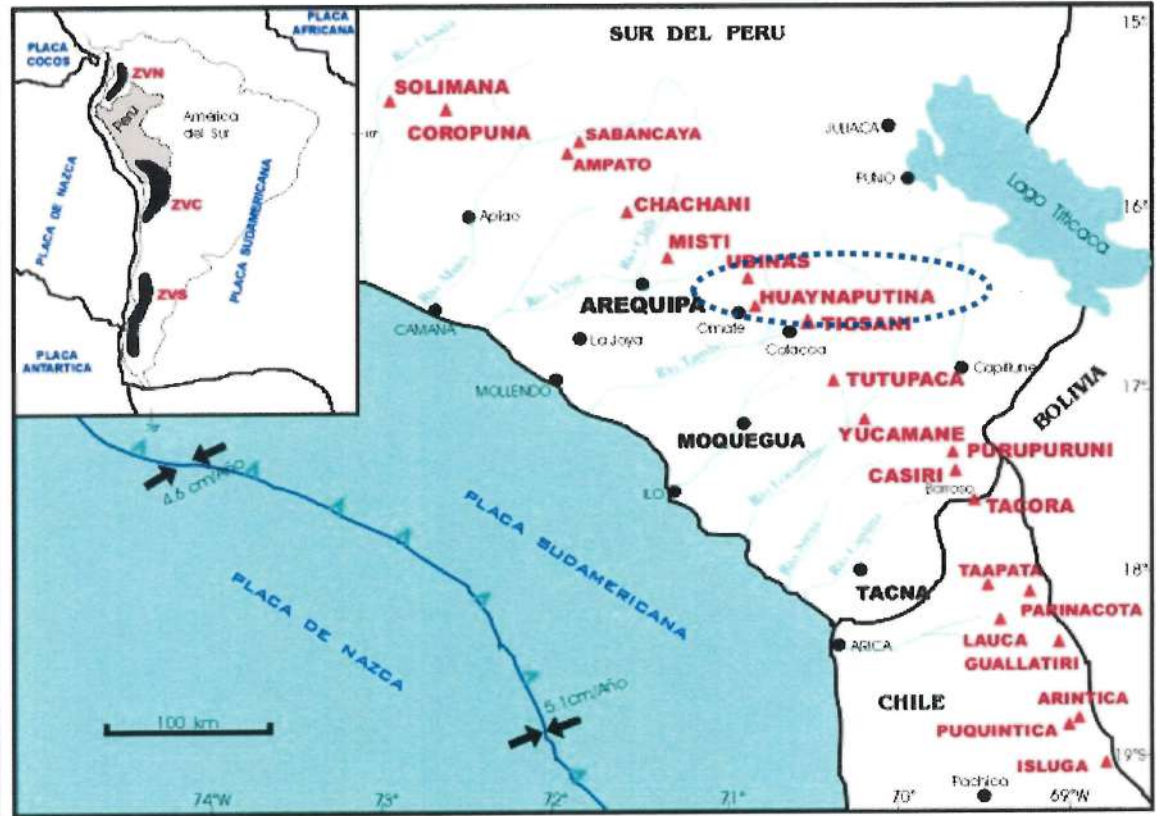 PLACA
COCOS
PLACA
AFRICANA
ZVN
Perú
América
del Sur
PLACA DE NAZCA
ZVC
PLACA SUDAMERICANA
ZVS
PLACA
ANTARTICA
SUR DEL PERU
15°
SOLIMANA
COROPUNA
SABANCAYA
AMPATO
JULIACA
PUNO
Lago Titicaca
CHACHANI
Aplao
16°
MISTI
UBINAS
HUAYNAPUTINA
AREQUIPA
Omate
TIOSANI
CAMANA
La Joya
Calacoa
MOLLENDO
TUTUPACA
Capillune
17°
BOLIVIA
MOQUEGUA
YUCAMANE
PURUPURUNI
CASIRI
Barroso
ILO
TACORA
4.6 cm/Año
PLACA SUDAMERICANA
PLACA DE NAZCA
18°
TACNA
TAAPATA
PARINACOTA
ARICA
LAUCA
GUALLATIRI
5.1cm/Año
CHILE
ARINTICA
PUQUINTICA
100 km
ISLUGA
19°S
Pachica
74°W
73°
72°
71°
70°
69°W